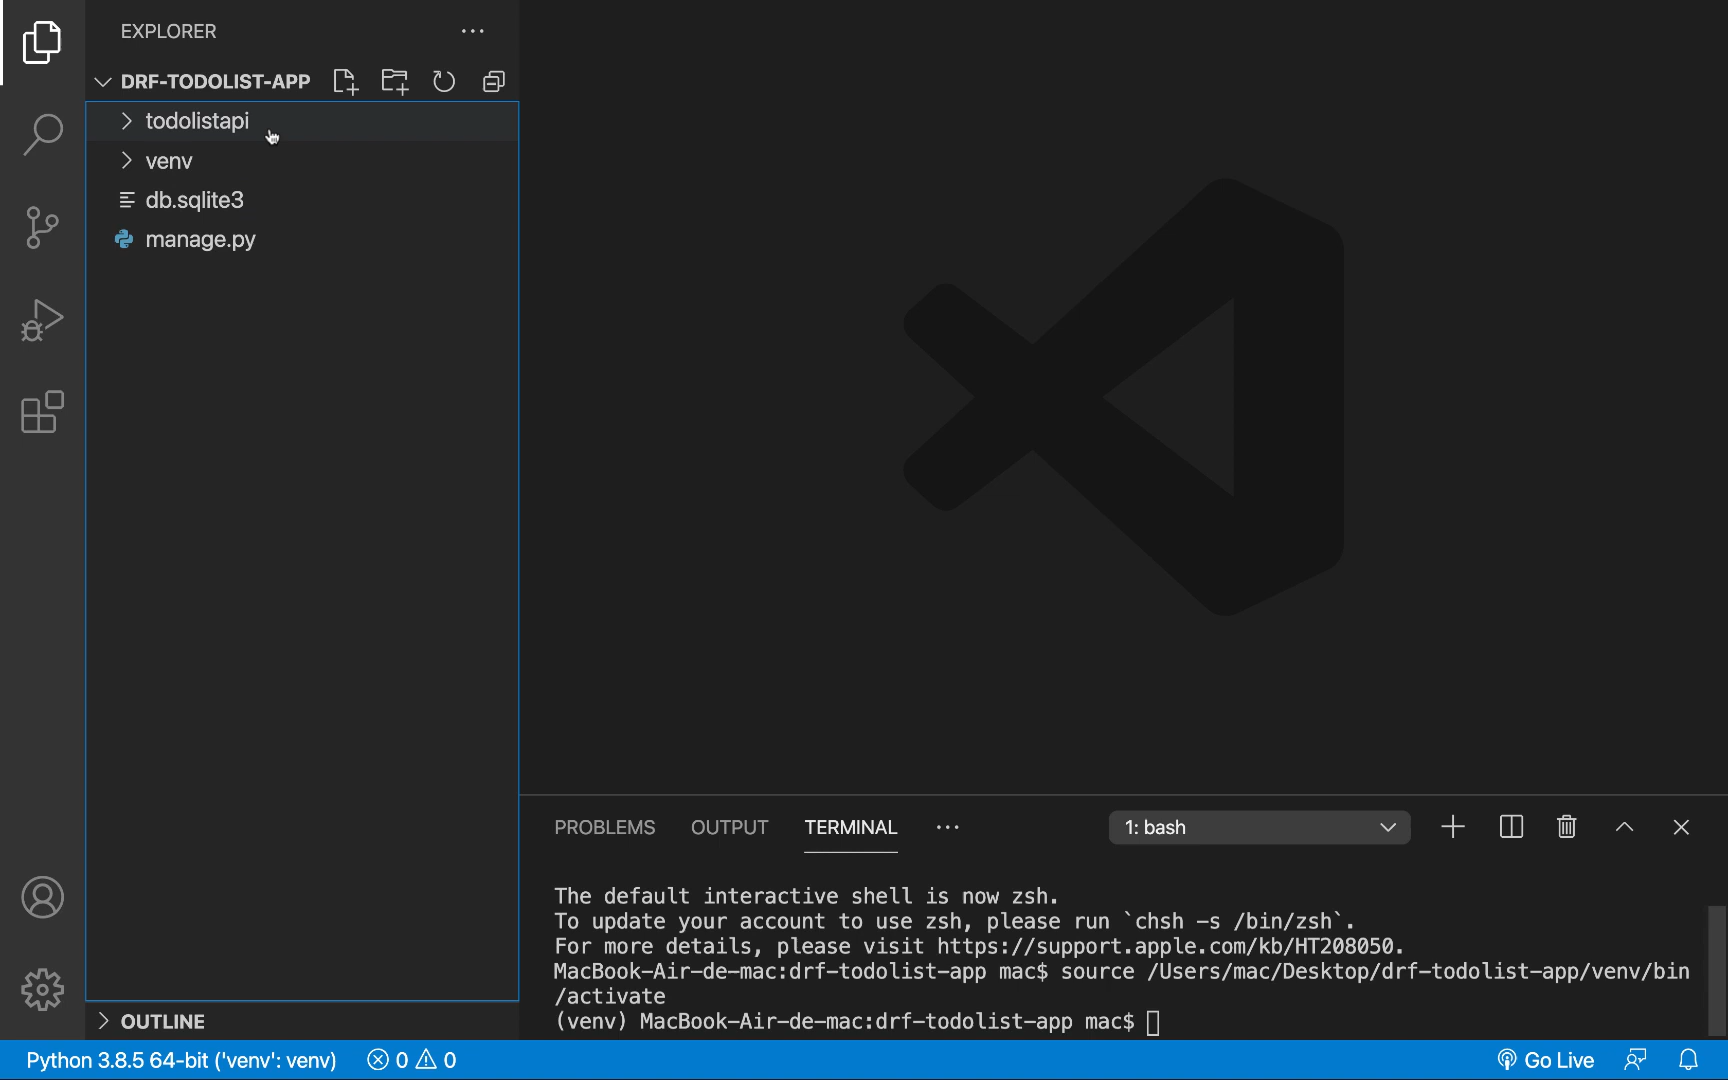 EXPLORER
DRF-TODOLIST-APP
todolistapi
venv
db.sqlite3
manage.py
OUTLINE
PROBLEMS OUTPUT TERMINAL 1: bash
The default interactive shell is now zsh.
To update your account to use zsh, please run `chsh -s /bin/zsh`.
For more details, please visit https://support.apple.com/kb/HT208050.
MacBook-Air-de-mac:drf-todolist-app mac$ source /Users/mac/Desktop/drf-todolist-app/venv/bin
/activate
(venv) MacBook-Air-de-mac:drf-todolist-app mac$
Python 3.8.5 64-bit ('venv': venv) 0 0 Go Live